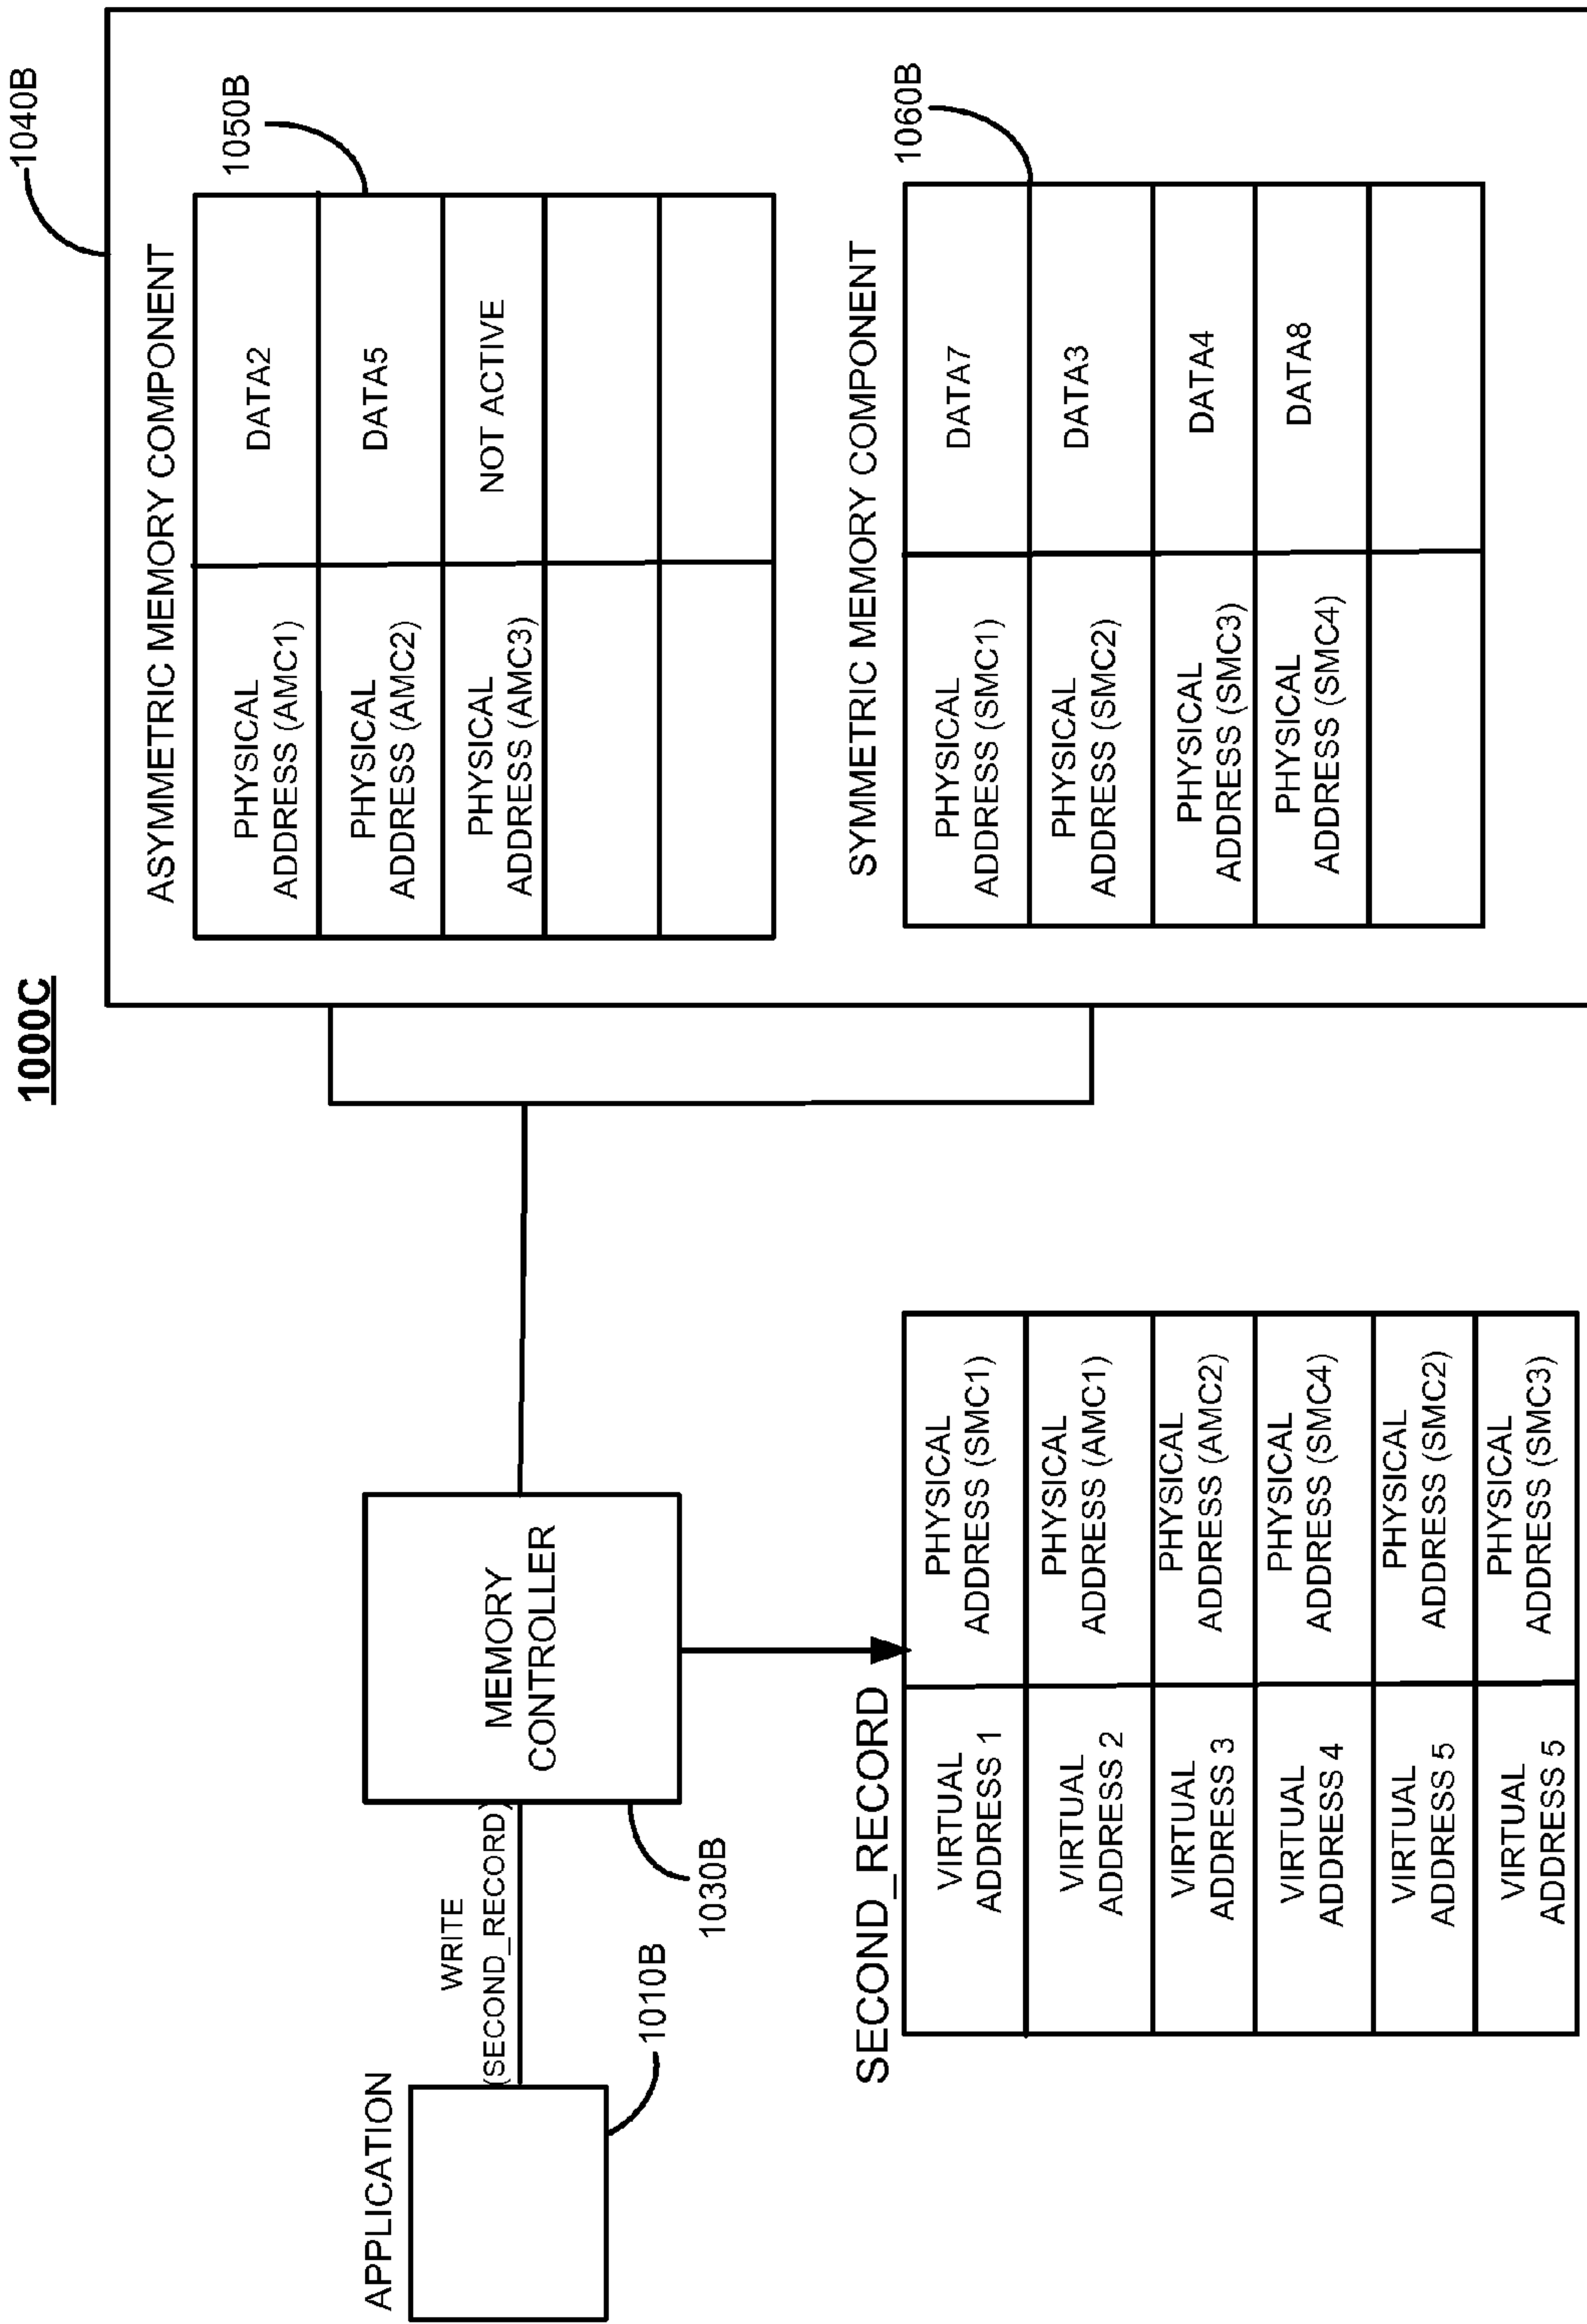 1000C
1040B
ASYMMETRIC MEMORY COMPONENT
1050B
PHYSICAL
ADDRESS (AMC1)
DATA2
PHYSICAL
ADDRESS (AMC2)
DATA5
PHYSICAL
ADDRESS (AMC3)
NOT ACTIVE
SYMMETRIC MEMORY COMPONENT
1060B
PHYSICAL
ADDRESS (SMC1)
DATA7
PHYSICAL
ADDRESS (SMC2)
DATA3
PHYSICAL
ADDRESS (SMC3)
DATA4
PHYSICAL
ADDRESS (SMC4)
DATA8
APPLICATION
1010B
WRITE
(SECOND_RECORD)
MEMORY
CONTROLLER
1030B
SECOND_RECORD
VIRTUAL
ADDRESS 1
PHYSICAL
ADDRESS (SMC1)
VIRTUAL
ADDRESS 2
PHYSICAL
ADDRESS (AMC1)
VIRTUAL
ADDRESS 3
PHYSICAL
ADDRESS (AMC2)
VIRTUAL
ADDRESS 4
PHYSICAL
ADDRESS (SMC4)
VIRTUAL
ADDRESS 5
PHYSICAL
ADDRESS (SMC2)
VIRTUAL
ADDRESS 5
PHYSICAL
ADDRESS (SMC3)